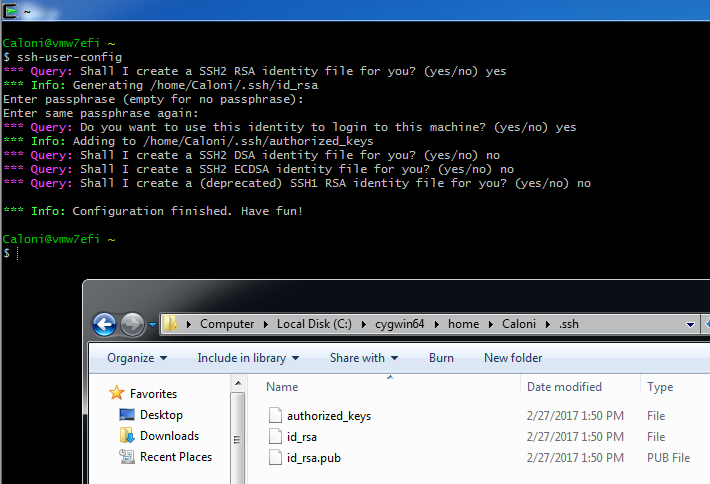 ~
Caloni@vmw7efi ~
$ ssh-user-config
*** Query: Shall I create a SSH2 RSA identity file for you? (yes/no) yes
*** Info: Generating /home/Caloni/.ssh/id_rsa
Enter passphrase (empty for no passphrase):
Enter same passphrase again:
*** Query: Do you want to use this identity to login to this machine? (yes/no) yes
*** Info: Adding to /home/Caloni/.ssh/authorized_keys
*** Query: Shall I create a SSH2 DSA identity file for you? (yes/no) no
*** Query: Shall I create a SSH2 ECDSA identity file for you? (yes/no) no
*** Query: Shall I create a (deprecated) SSH1 RSA identity file for you? (yes/no) no
*** Info: Configuration finished. Have fun!
Caloni@vmw7efi ~
$
Computer Local Disk (C:) cygwin64 home Caloni .ssh
Organize Include in library Share with Burn New folder
Favorites
Desktop
Downloads
Recent Places
Name Date modified Type
authorized_keys 2/27/2017 1:50 PM File
id_rsa 2/27/2017 1:50 PM File
id_rsa.pub 2/27/2017 1:50 PM PUB File